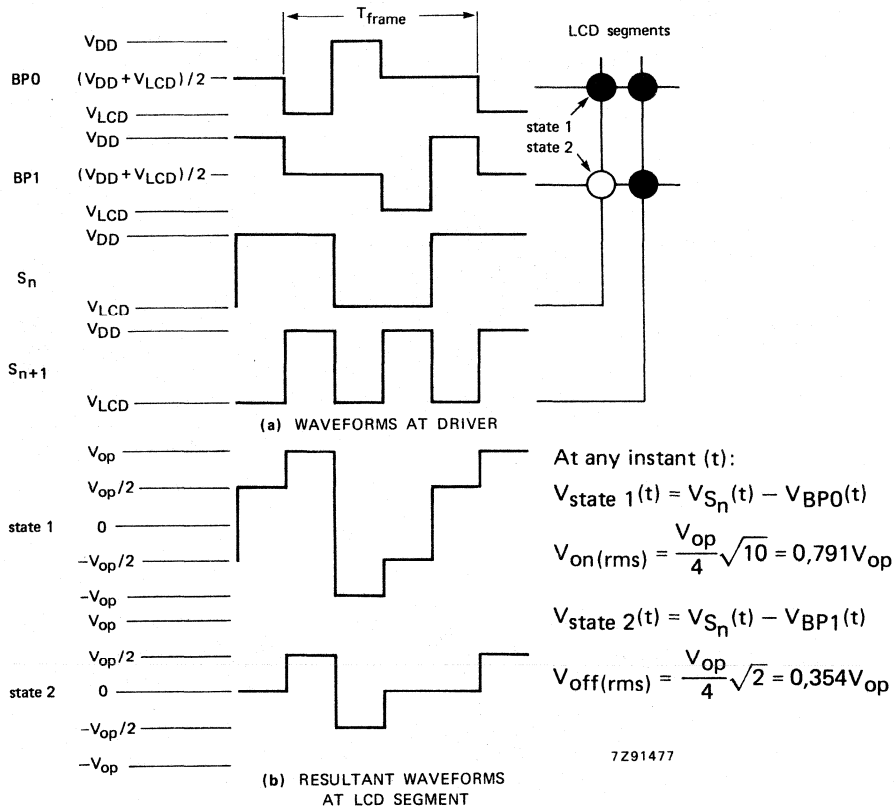 T_frame
LCD segments
BP0
V_DD
(V_DD + V_LCD)/2
V_LCD
state 1
state 2
BP1
V_DD
(V_DD + V_LCD)/2
V_LCD
S_n
V_DD
V_LCD
S_n+1
V_DD
V_LCD
(a) WAVEFORMS AT DRIVER
state 1
V_op
V_op/2
0
−V_op/2
−V_op
state 2
V_op
V_op/2
0
−V_op/2
−V_op
(b) RESULTANT WAVEFORMS
AT LCD SEGMENT
At any instant (t):
V_state 1(t) = V_S_n(t) − V_BP0(t)
V_on(rms) = V_op/4 √10 = 0,791V_op
V_state 2(t) = V_S_n(t) − V_BP1(t)
V_off(rms) = V_op/4 √2 = 0,354V_op
7Z91477